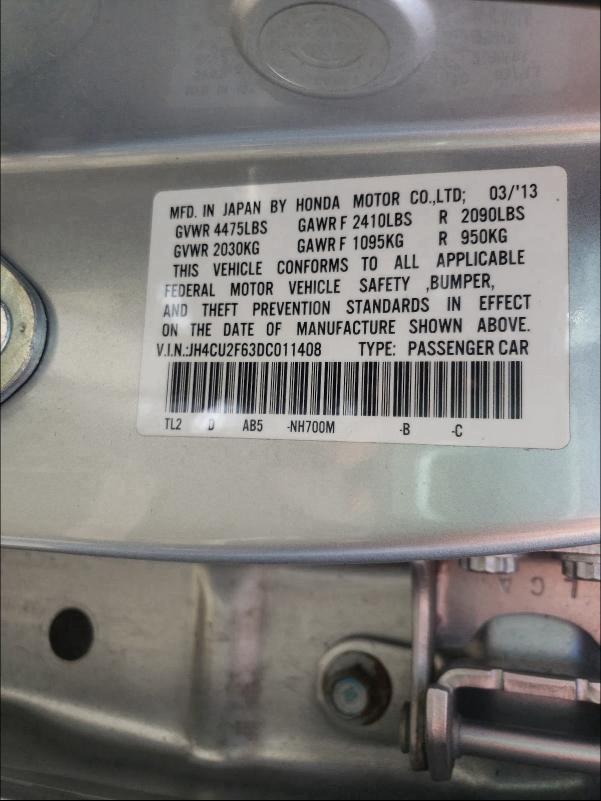 MFD. IN JAPAN BY HONDA MOTOR CO.,LTD; 03/'13
GVWR 4475LBS GAWR F 2410LBS R 2090LBS
GVWR 2030KG GAWR F 1095KG R 950KG
THIS VEHICLE CONFORMS TO ALL APPLICABLE
FEDERAL MOTOR VEHICLE SAFETY ,BUMPER,
AND THEFT PREVENTION STANDARDS IN EFFECT
ON THE DATE OF MANUFACTURE SHOWN ABOVE.
V.I.N.:JH4CU2F63DC011408 TYPE: PASSENGER CAR
TL2 D AB5 -NH700M -B -C